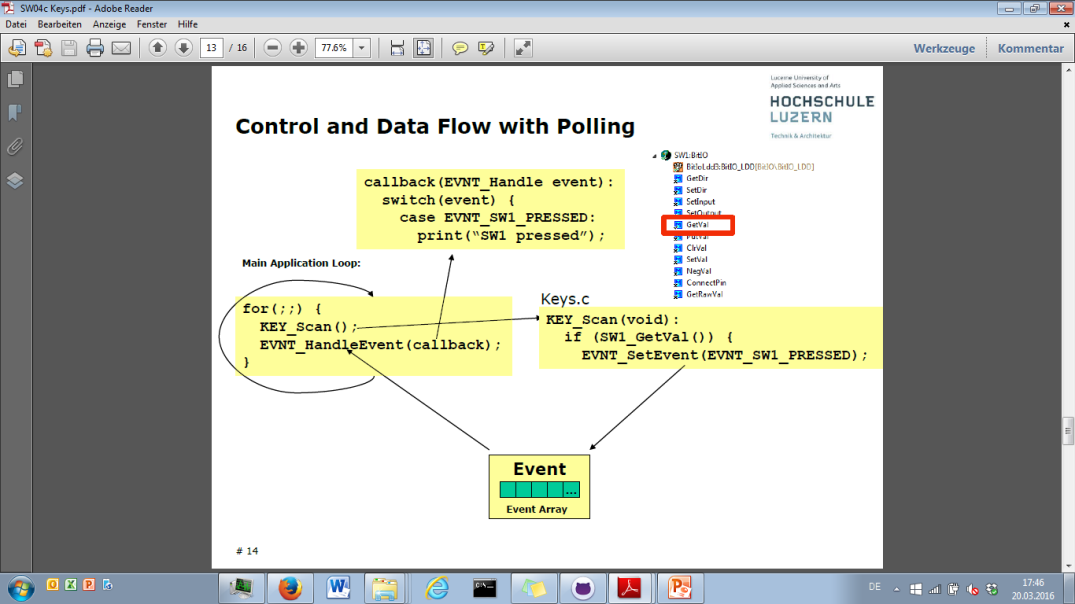 SW04c Keys.pdf - Adobe Reader
Datei Bearbeiten Anzeige Fenster Hilfe
13 / 16 77.6% Werkzeuge Kommentar
Lucerne University of
Applied Sciences and Arts
HOCHSCHULE
LUZERN
Technik & Architektur
Control and Data Flow with Polling
SW1:BitIO
BitIoLdd3:BitIO_LDD[BitIO\BitIO_LDD]
GetDir
SetDir
SetInput
SetOutput
GetVal
PutVal
ClrVal
SetVal
NegVal
ConnectPin
GetRawVal
callback(EVNT_Handle event):
switch(event) {
case EVNT_SW1_PRESSED:
print(“SW1 pressed”);
Main Application Loop:
for(;;) {
KEY_Scan();
EVNT_HandleEvent(callback);
}
Keys.c
KEY_Scan(void):
if (SW1_GetVal()) {
EVNT_SetEvent(EVNT_SW1_PRESSED);
Event
...
Event Array
# 14
DE
17:46
20.03.2016